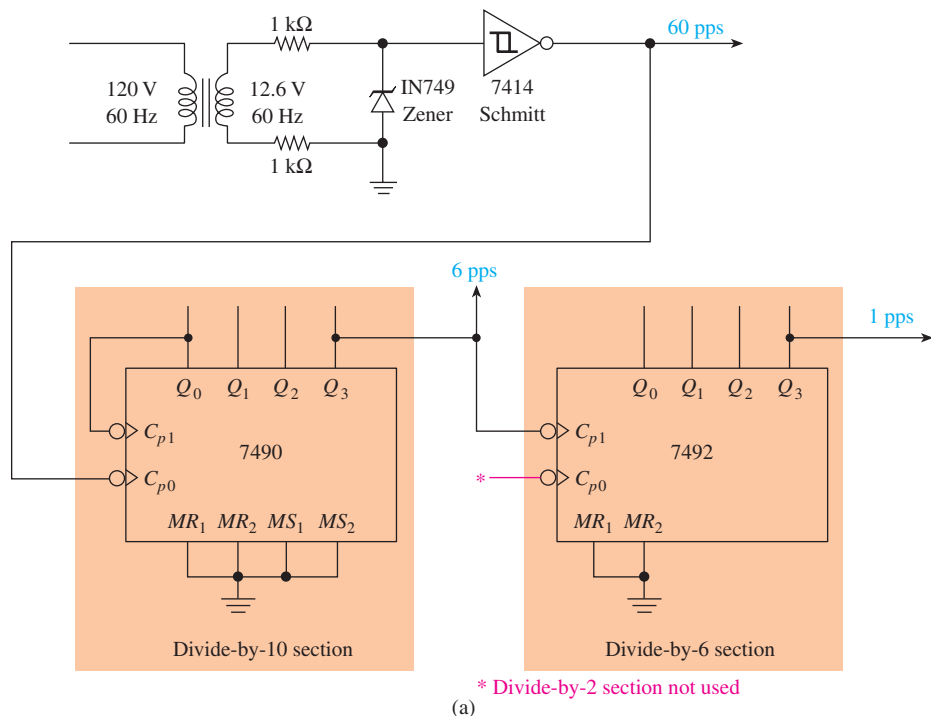 1 kΩ
60 pps
120 V
60 Hz
12.6 V
60 Hz
IN749
Zener
7414
Schmitt
1 kΩ
6 pps
1 pps
Q0 Q1 Q2 Q3
Cp1
7490
Cp0
MR1 MR2 MS1 MS2
Divide-by-10 section
Q0 Q1 Q2 Q3
Cp1
7492
* Cp0
MR1 MR2
Divide-by-6 section
* Divide-by-2 section not used
(a)